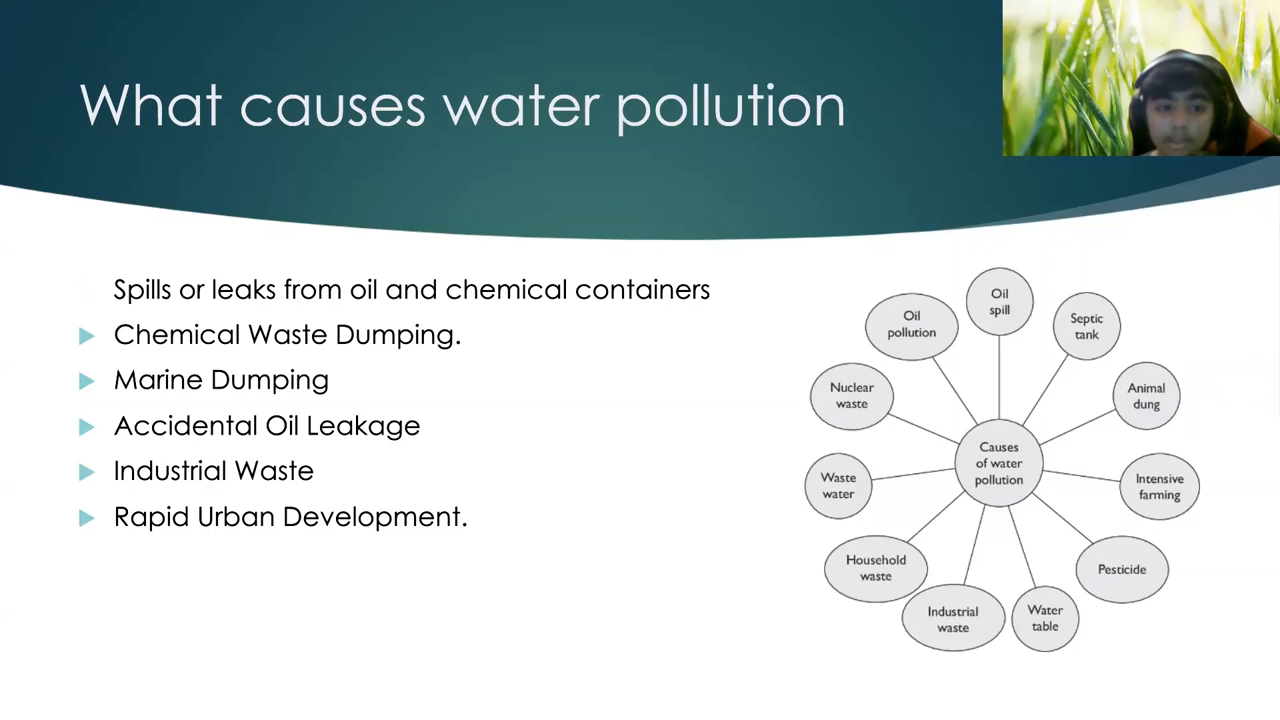 What causes water pollution
Spills or leaks from oil and chemical containers
Chemical Waste Dumping.
Marine Dumping
Accidental Oil Leakage
Industrial Waste
Rapid Urban Development.
Oil
spill
Septic
tank
Animal
dung
Intensive
farming
Pesticide
Water
table
Industrial
waste
Household
waste
Waste
water
Nuclear
waste
Oil
pollution
Causes
of water
pollution